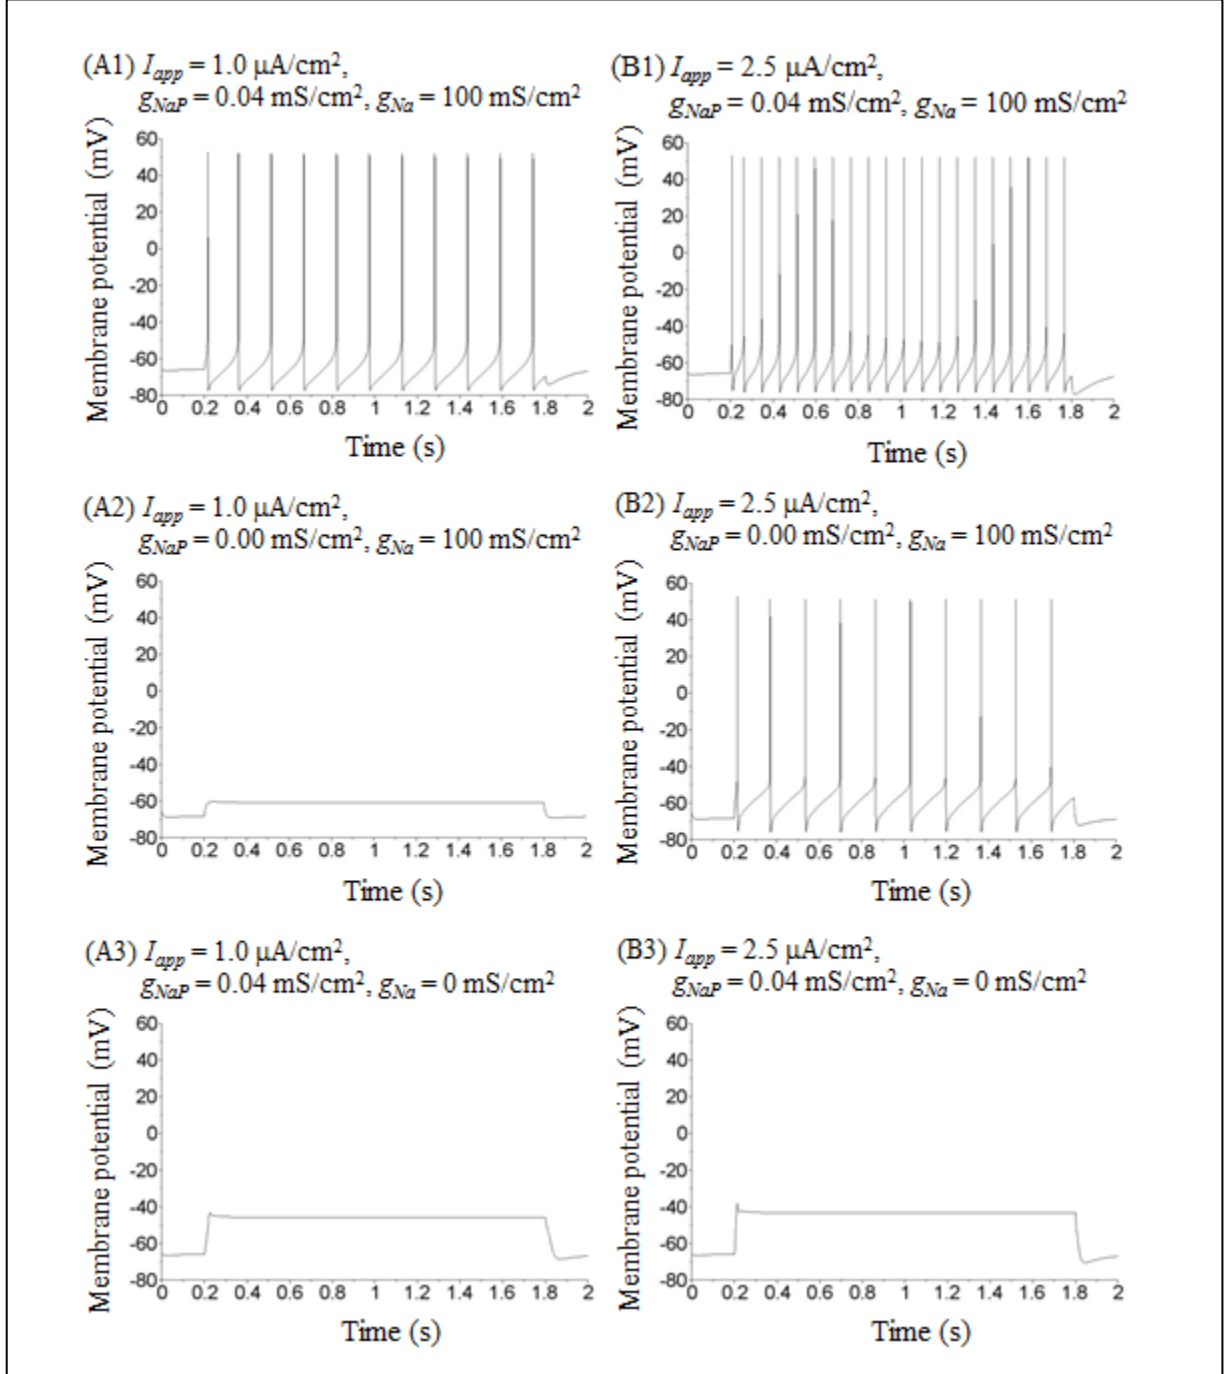 (A1) Iapp = 1.0 μA/cm²,
gNaP = 0.04 mS/cm², gNa = 100 mS/cm²
Membrane potential (mV)
60
40
20
0
-20
-40
-60
-80
0 0.2 0.4 0.6 0.8 1 1.2 1.4 1.6 1.8 2
Time (s)
(B1) Iapp = 2.5 μA/cm²,
gNaP = 0.04 mS/cm², gNa = 100 mS/cm²
Membrane potential (mV)
60
40
20
0
-20
-40
-60
-80
0 0.2 0.4 0.6 0.8 1 1.2 1.4 1.6 1.8 2
Time (s)
(A2) Iapp = 1.0 μA/cm²,
gNaP = 0.00 mS/cm², gNa = 100 mS/cm²
Membrane potential (mV)
60
40
20
0
-20
-40
-60
-80
0 0.2 0.4 0.6 0.8 1 1.2 1.4 1.6 1.8 2
Time (s)
(B2) Iapp = 2.5 μA/cm²,
gNaP = 0.00 mS/cm², gNa = 100 mS/cm²
Membrane potential (mV)
60
40
20
0
-20
-40
-60
-80
0 0.2 0.4 0.6 0.8 1 1.2 1.4 1.6 1.8 2
Time (s)
(A3) Iapp = 1.0 μA/cm²,
gNaP = 0.04 mS/cm², gNa = 0 mS/cm²
Membrane potential (mV)
60
40
20
0
-20
-40
-60
-80
0 0.2 0.4 0.6 0.8 1 1.2 1.4 1.6 1.8 2
Time (s)
(B3) Iapp = 2.5 μA/cm²,
gNaP = 0.04 mS/cm², gNa = 0 mS/cm²
Membrane potential (mV)
60
40
20
0
-20
-40
-60
-80
0 0.2 0.4 0.6 0.8 1 1.2 1.4 1.6 1.8 2
Time (s)